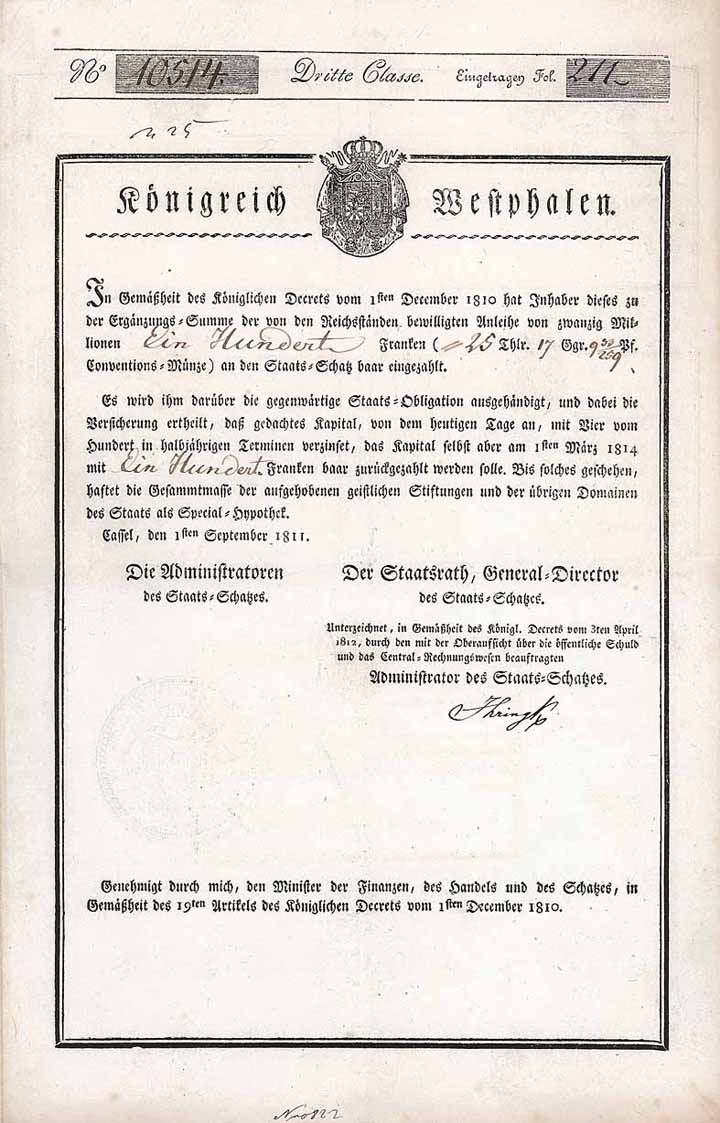 No 10514. Dritte Classe. Eingetragen Fol. 211
25
Königreich Westphalen.
In Gemäßheit des Königlichen Decrets vom 1sten December 1810 hat Inhaber dieses zu
der Ergänzungs-Summe der von den Reichsständen bewilligten Anleihe von zwanzig Mil-
lionen Ein Hundert Franken (25 Thlr. 17 Ggr. 9 Pf.
Conventions-Münze) an den Staats-Schatz baar eingezahlt.
Es wird ihm darüber die gegenwärtige Staats-Obligation ausgehändigt, und dabei die
Versicherung ertheilt, daß gedachtes Kapital, von dem heutigen Tage an, mit Vier vom
Hundert in halbjährigen Terminen verzinset, das Kapital selbst aber am 1sten März 1814
mit Ein Hundert Franken baar zurückgezahlt werden solle. Bis solches geschehen,
haftet die Gesammtmasse der aufgehobenen geistlichen Stiftungen und der übrigen Domainen
des Staats als Special-Hypothek.
Cassel, den 1sten September 1811.
Die Administratoren
des Staats-Schatzes.
Der Staatsrath, General-Director
des Staats-Schatzes.
Unterzeichnet, in Gemäßheit des Königl. Decrets vom 3ten April
1812, durch den mit der Oberaufsicht über die öffentliche Schuld
und das Central-Rechnungswesen beauftragten
Administrator des Staats-Schatzes.
Genehmigt durch mich, den Minister der Finanzen, des Handels und des Schatzes, in
Gemäßheit des 19ten Artikels des Königlichen Decrets vom 1sten December 1810.